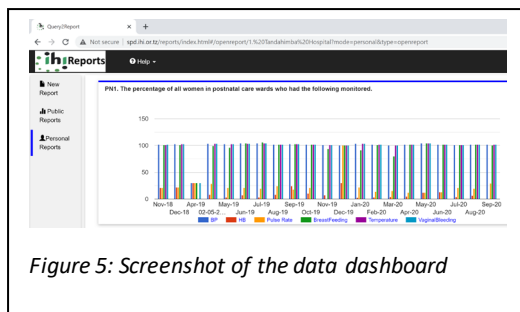 Query2Report
Not secure | spd.ihi.or.tz/reports/index.html#/openreport/1.%20Tandahimba%20Hospital?mode=personal&type=openreport
ihi Reports
Help
New
Report
Public
Reports
Personal
Reports
PN1. The percentage of all women in postnatal care wards who had the following monitored.
150
100
50
0
Nov-18 Apr-19 May-19 Jul-19 Sep-19 Nov-19 Jan-20 Mar-20 May-20 Jul-20 Sep-20
Dec-18 02-05-2... Jun-19 Aug-19 Oct-19 Dec-19 Feb-20 Apr-20 Jun-20 Aug-20
BP HB Pulse Rate BreastFeeding Temperature VaginalBleeding
Figure 5: Screenshot of the data dashboard